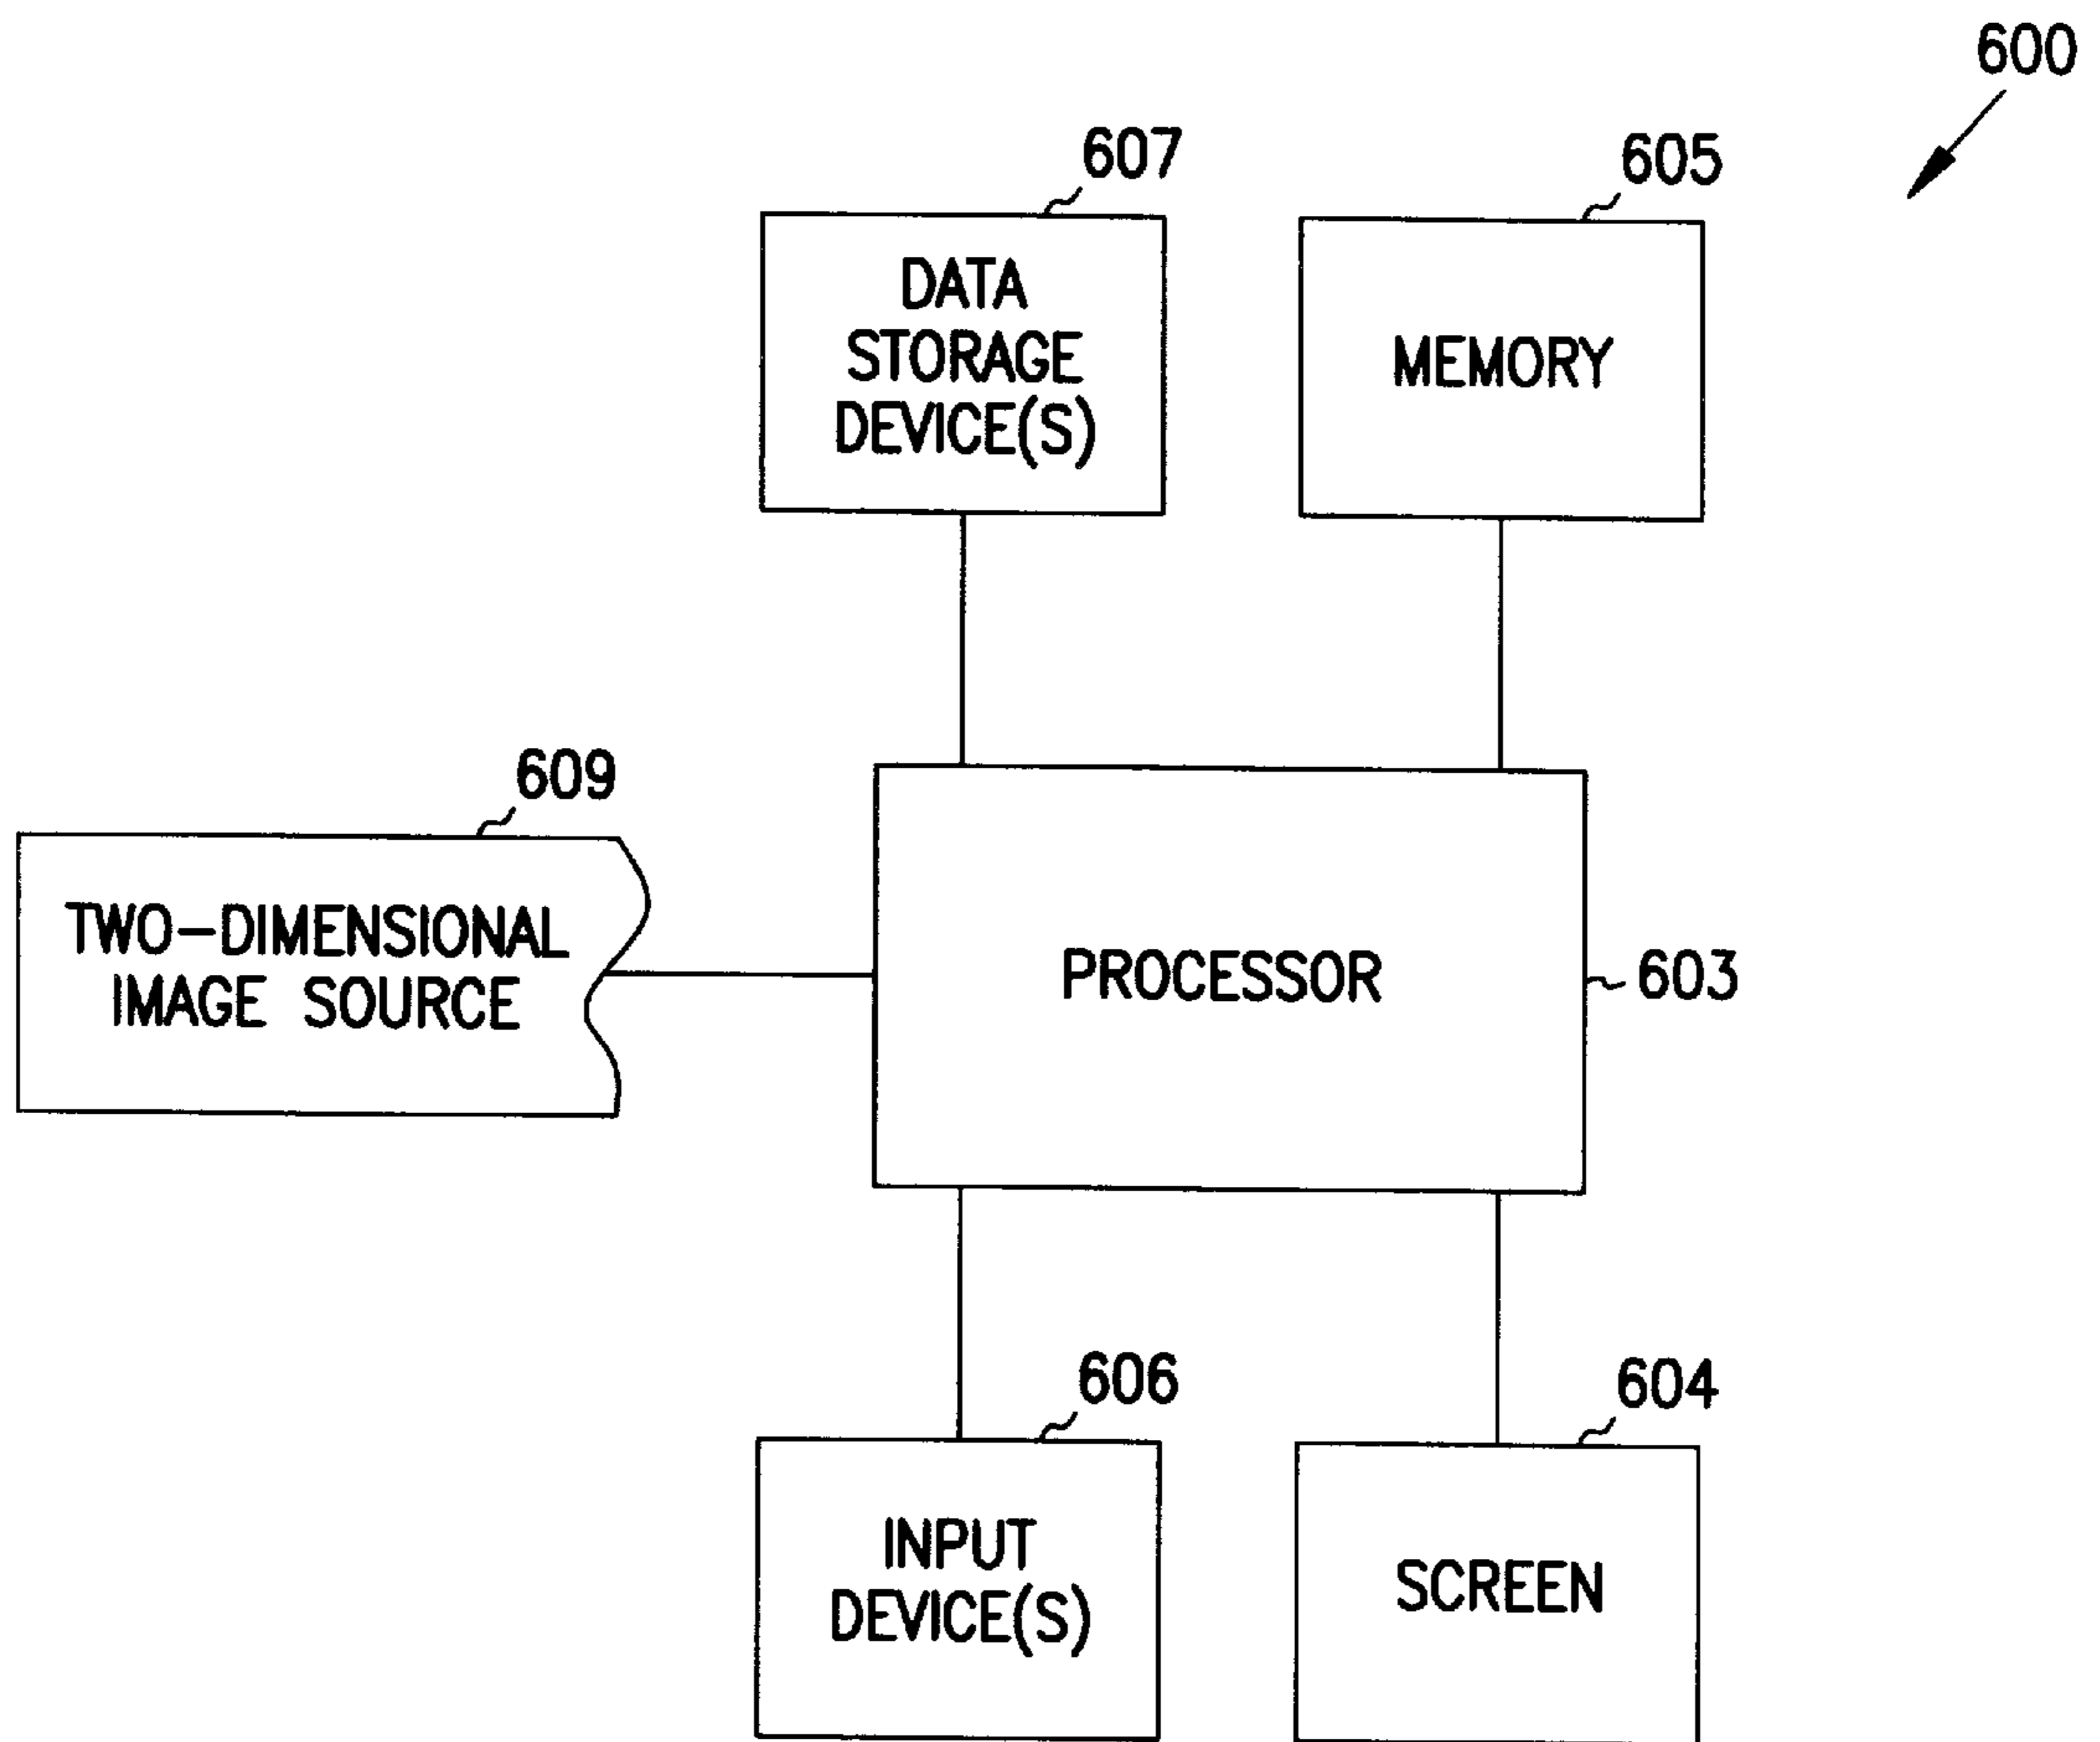 600
607
605
DATA
STORAGE
DEVICE(S)
MEMORY
609
TWO-DIMENSIONAL
IMAGE SOURCE
PROCESSOR
603
606
604
INPUT
DEVICE(S)
SCREEN